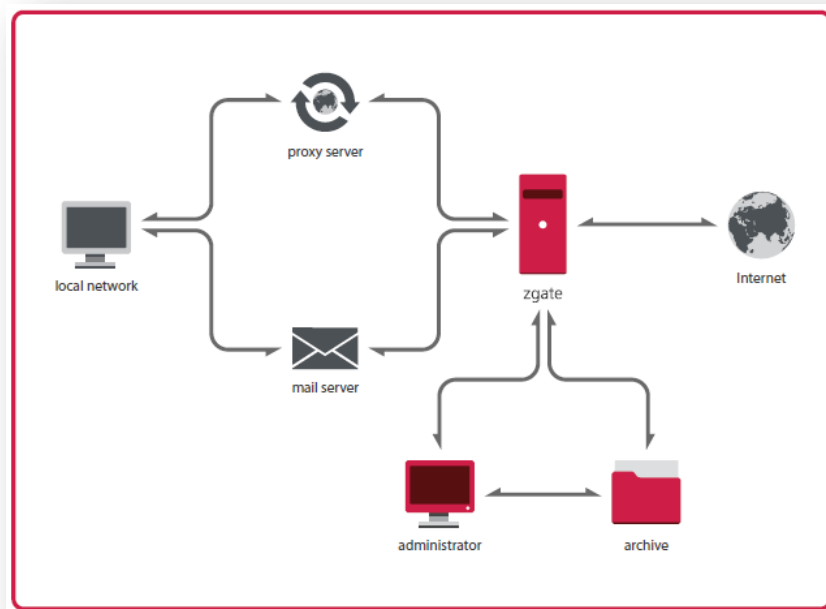 proxy server
local network
zgate
Internet
mail server
administrator
archive